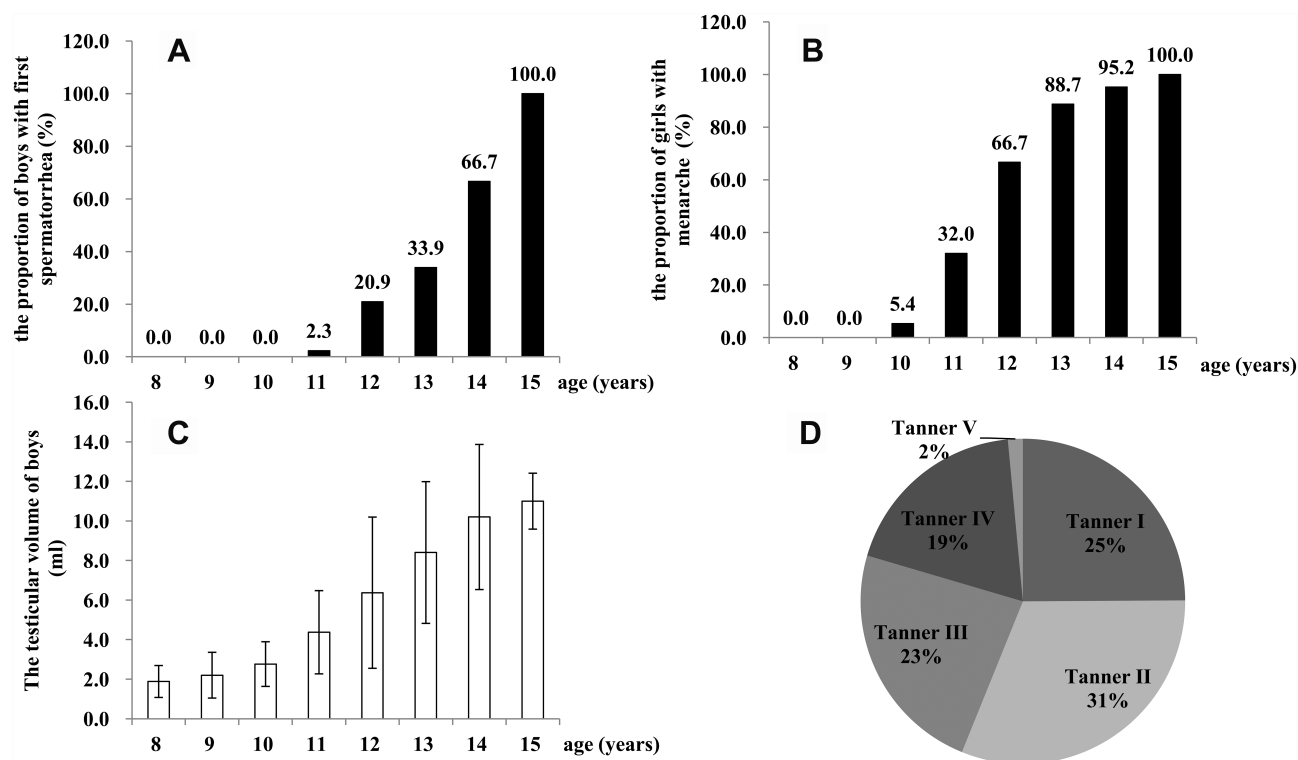 A
the proportion of boys with first
spermatorrhea (%)
120.0
100.0
80.0
60.0
40.0
20.0
0.0
0.0 0.0 0.0 2.3 20.9 33.9 66.7 100.0
8 9 10 11 12 13 14 15 age (years)
B
the proportion of girls with
menarche (%)
120.0
100.0
80.0
60.0
40.0
20.0
0.0
0.0 0.0 5.4 32.0 66.7 88.7 95.2 100.0
8 9 10 11 12 13 14 15 age (years)
C
The testicular volume of boys
(ml)
16.0
14.0
12.0
10.0
8.0
6.0
4.0
2.0
0.0
8 9 10 11 12 13 14 15 age (years)
D
Tanner V
2%
Tanner IV
19%
Tanner I
25%
Tanner III
23%
Tanner II
31%